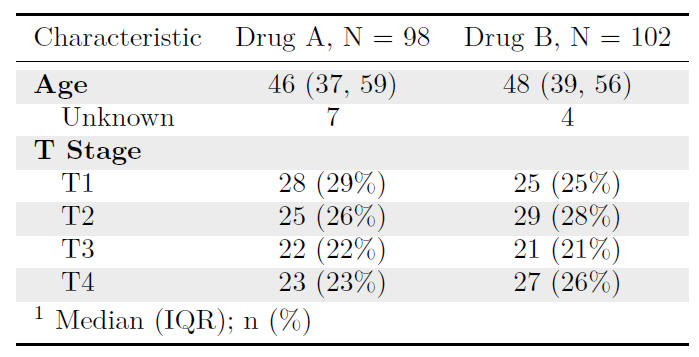 Characteristic Drug A, N = 98 Drug B, N = 102
Age 46 (37, 59) 48 (39, 56)
Unknown 7 4
T Stage
T1 28 (29%) 25 (25%)
T2 25 (26%) 29 (28%)
T3 22 (22%) 21 (21%)
T4 23 (23%) 27 (26%)
1 Median (IQR); n (%)